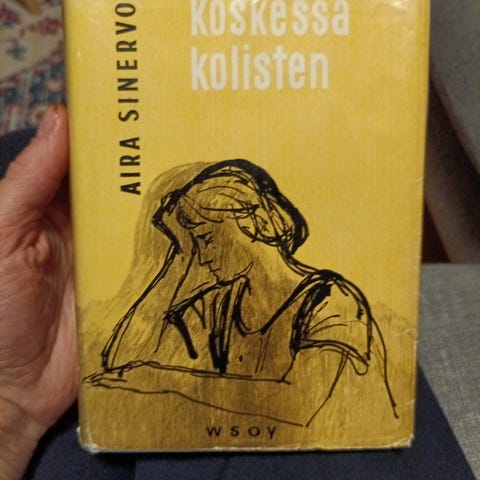 koskessa
kolisten
AIRA SINERVO
wsoy